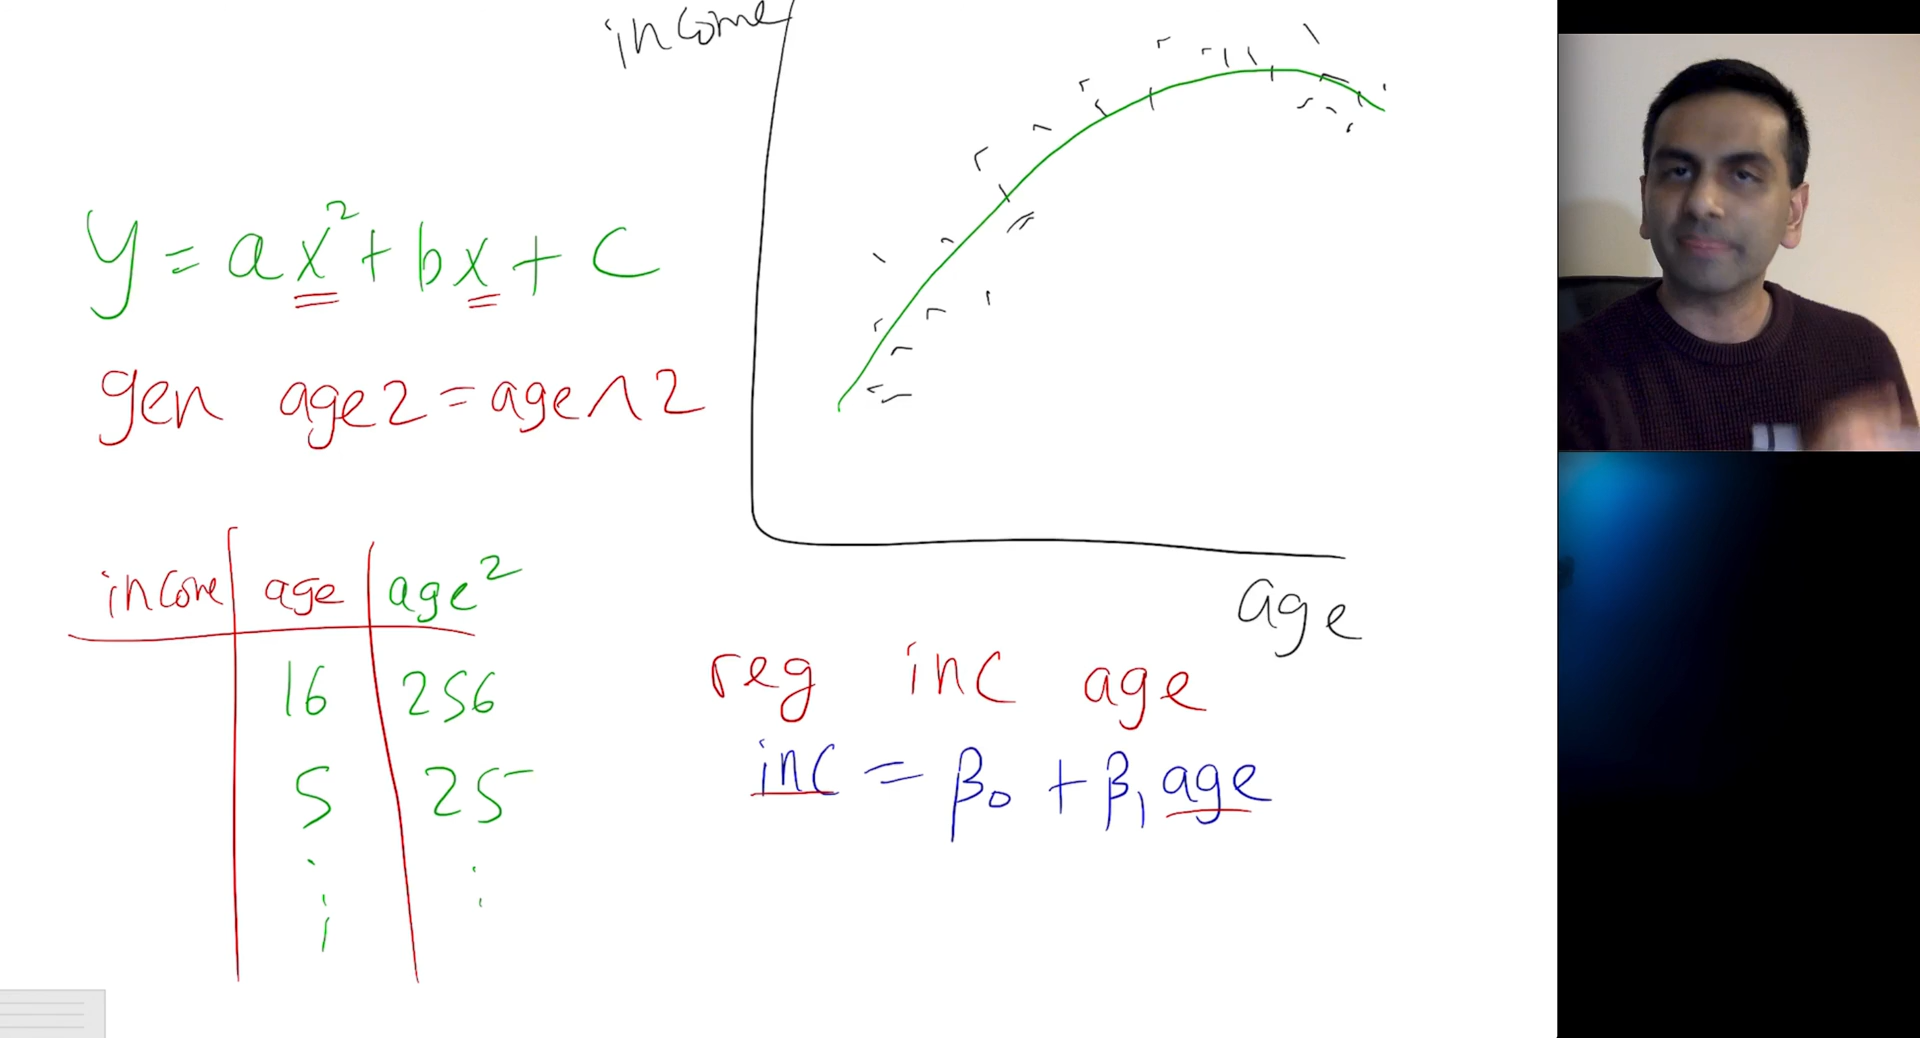 income
y = ax² + bx + c
gen age2 = age^2
income age age²
16 256
5 25
age
reg inc age
inc = β₀ + β₁ age